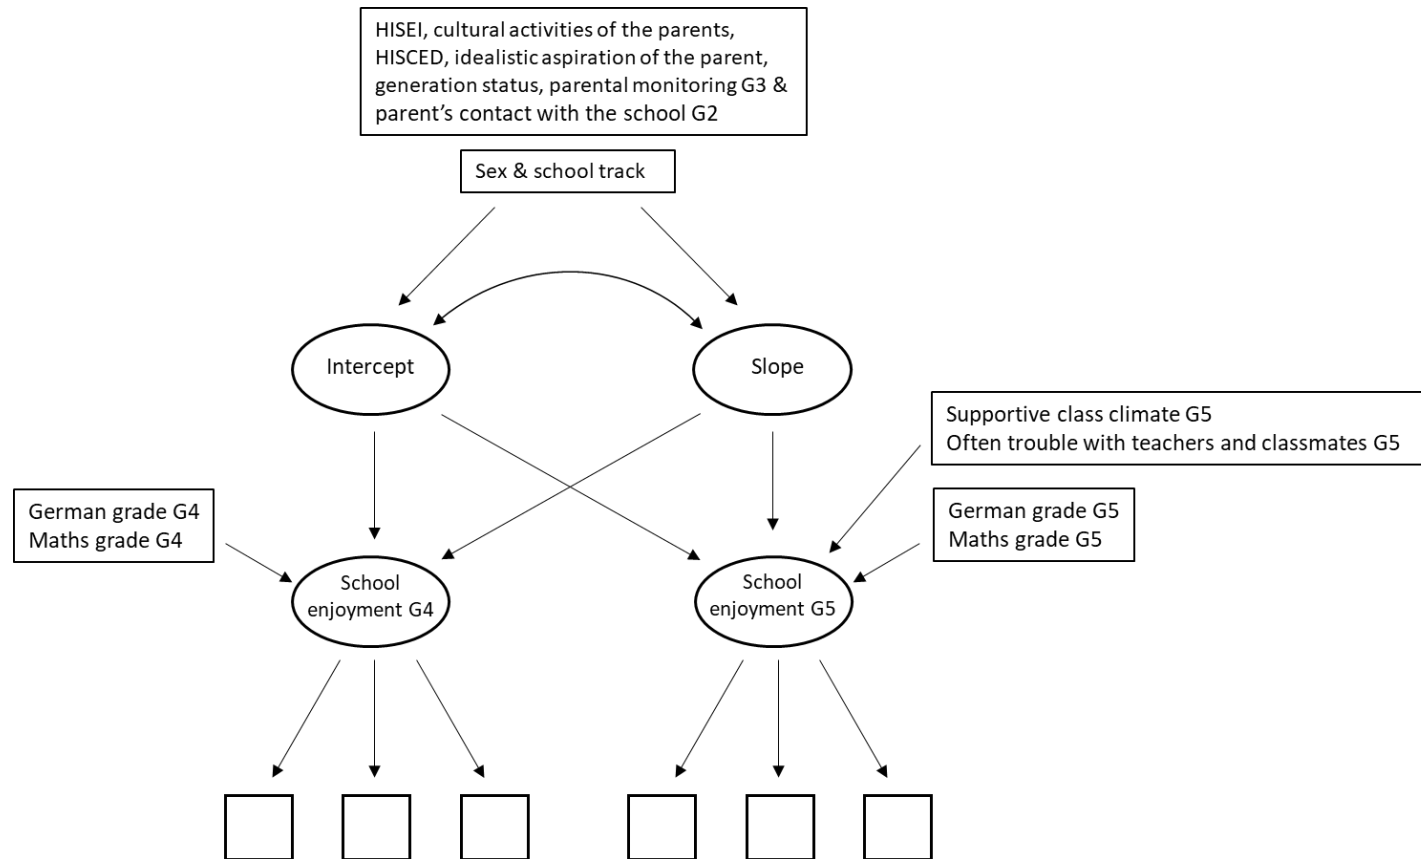 HISEI, cultural activities of the parents,
HISCED, idealistic aspiration of the parent,
generation status, parental monitoring G3 &
parent's contact with the school G2
Sex & school track
Intercept
Slope
Supportive class climate G5
Often trouble with teachers and classmates G5
German grade G4
Maths grade G4
German grade G5
Maths grade G5
School
enjoyment G4
School
enjoyment G5